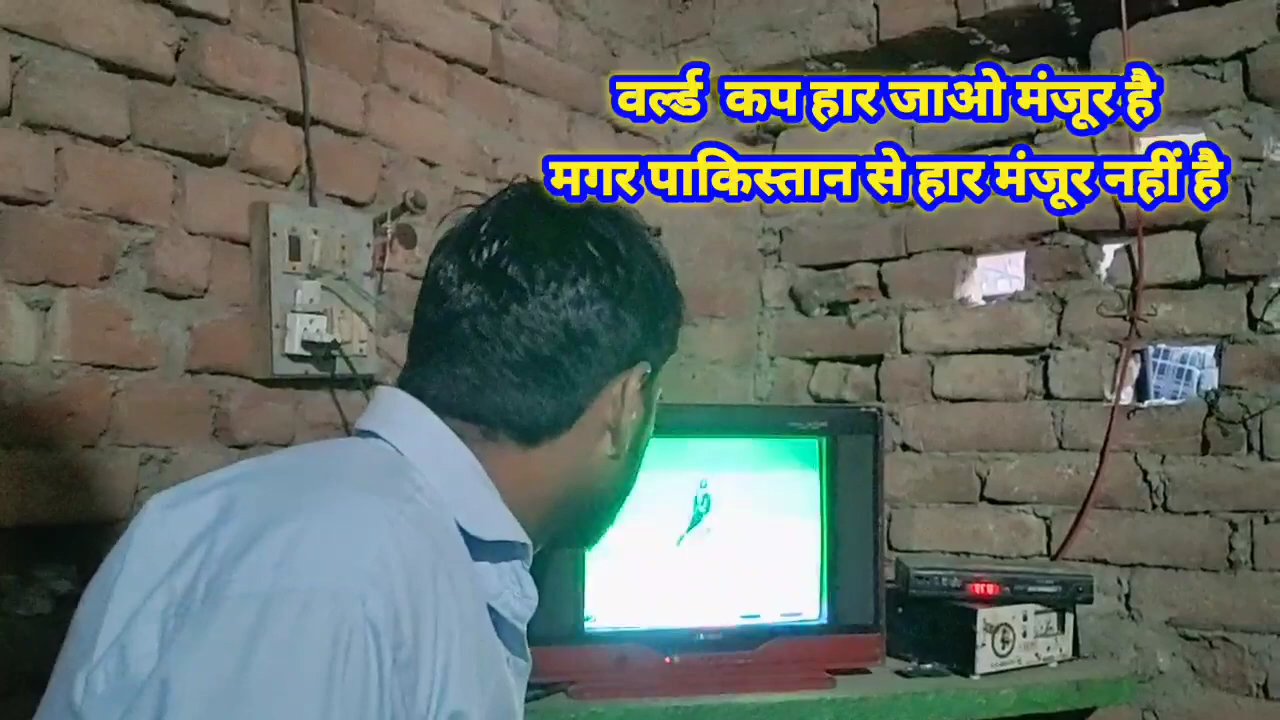 वर्ल्ड कप हार जाओ मंजूर है
मगर पाकिस्तान से हार मंजूर नहीं है